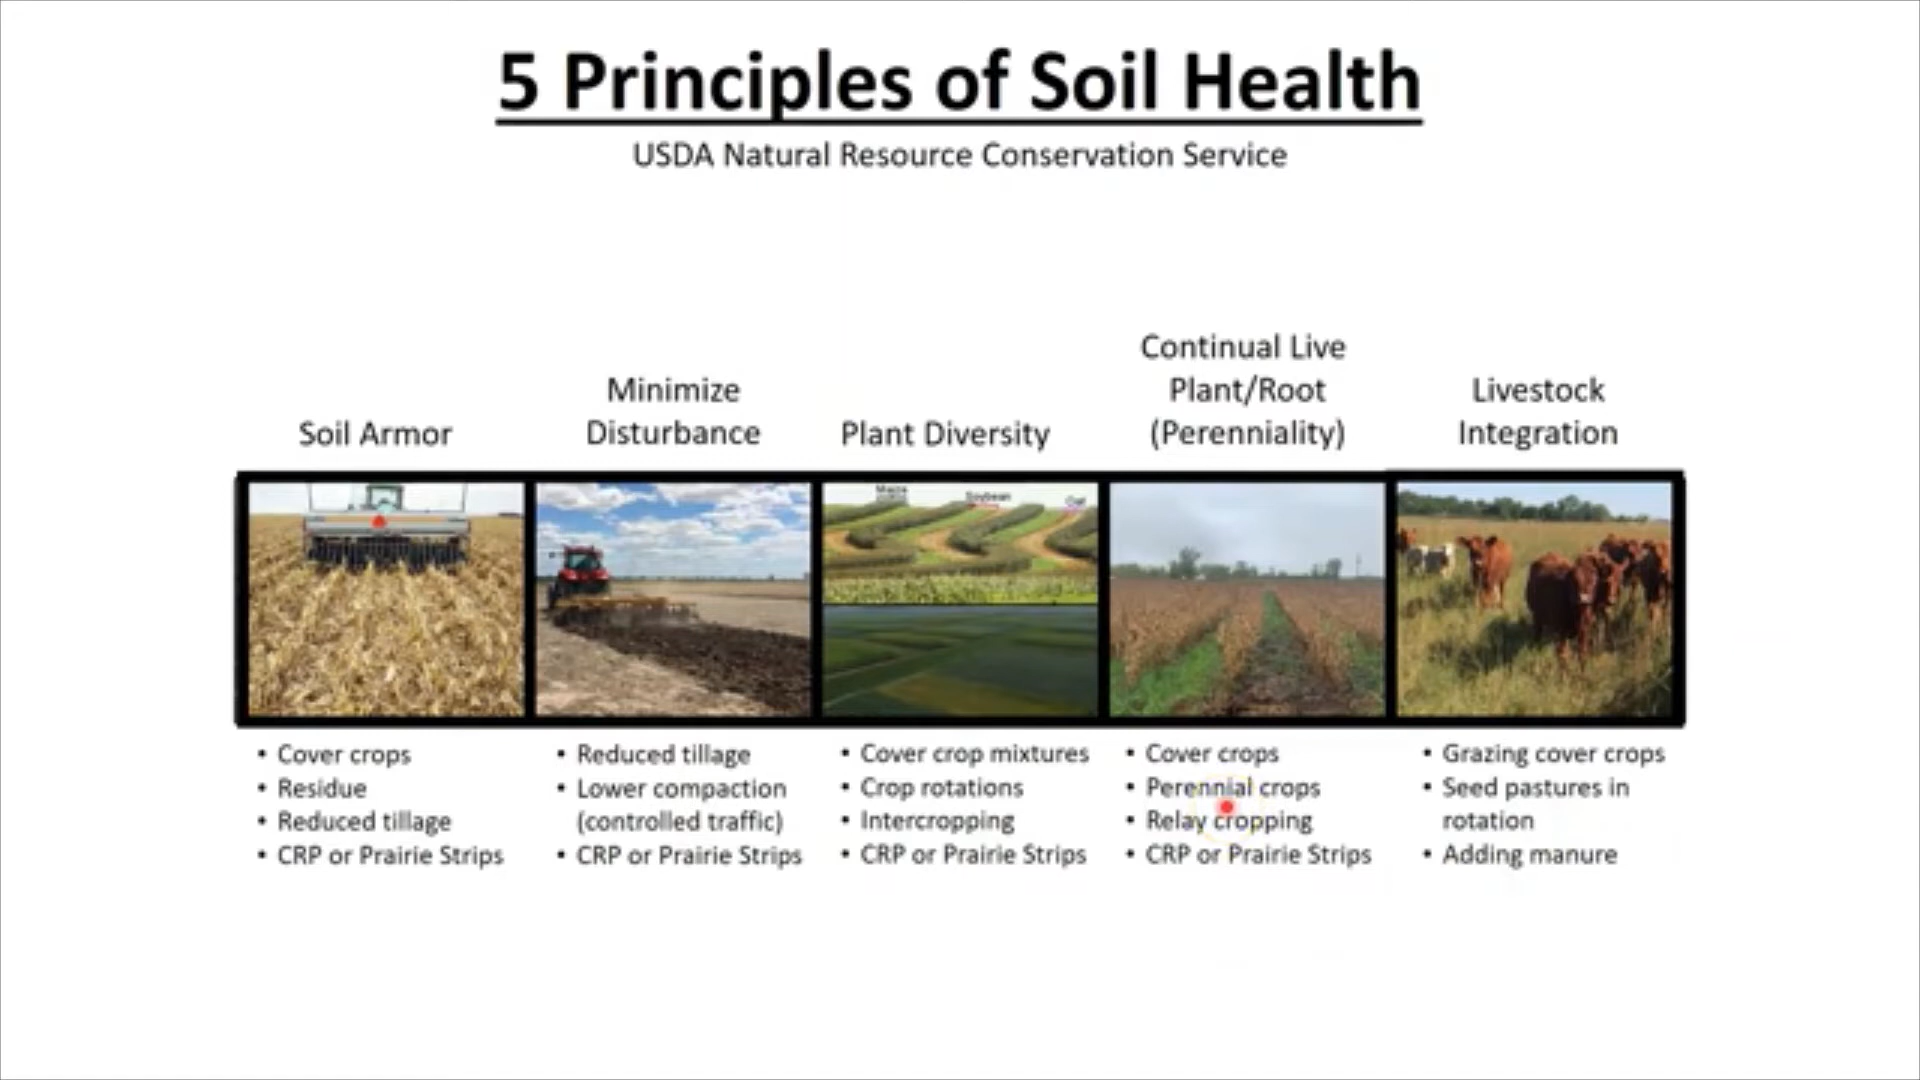 5 Principles of Soil Health
USDA Natural Resource Conservation Service
Soil Armor
Minimize
Disturbance
Plant Diversity
Continual Live
Plant/Root
(Perenniality)
Livestock
Integration
Maize
Soybean
Oat
• Cover crops
• Residue
• Reduced tillage
• CRP or Prairie Strips
• Reduced tillage
• Lower compaction
(controlled traffic)
• CRP or Prairie Strips
• Cover crop mixtures
• Crop rotations
• Intercropping
• CRP or Prairie Strips
• Cover crops
• Perennial crops
• Relay cropping
• CRP or Prairie Strips
• Grazing cover crops
• Seed pastures in
rotation
• Adding manure